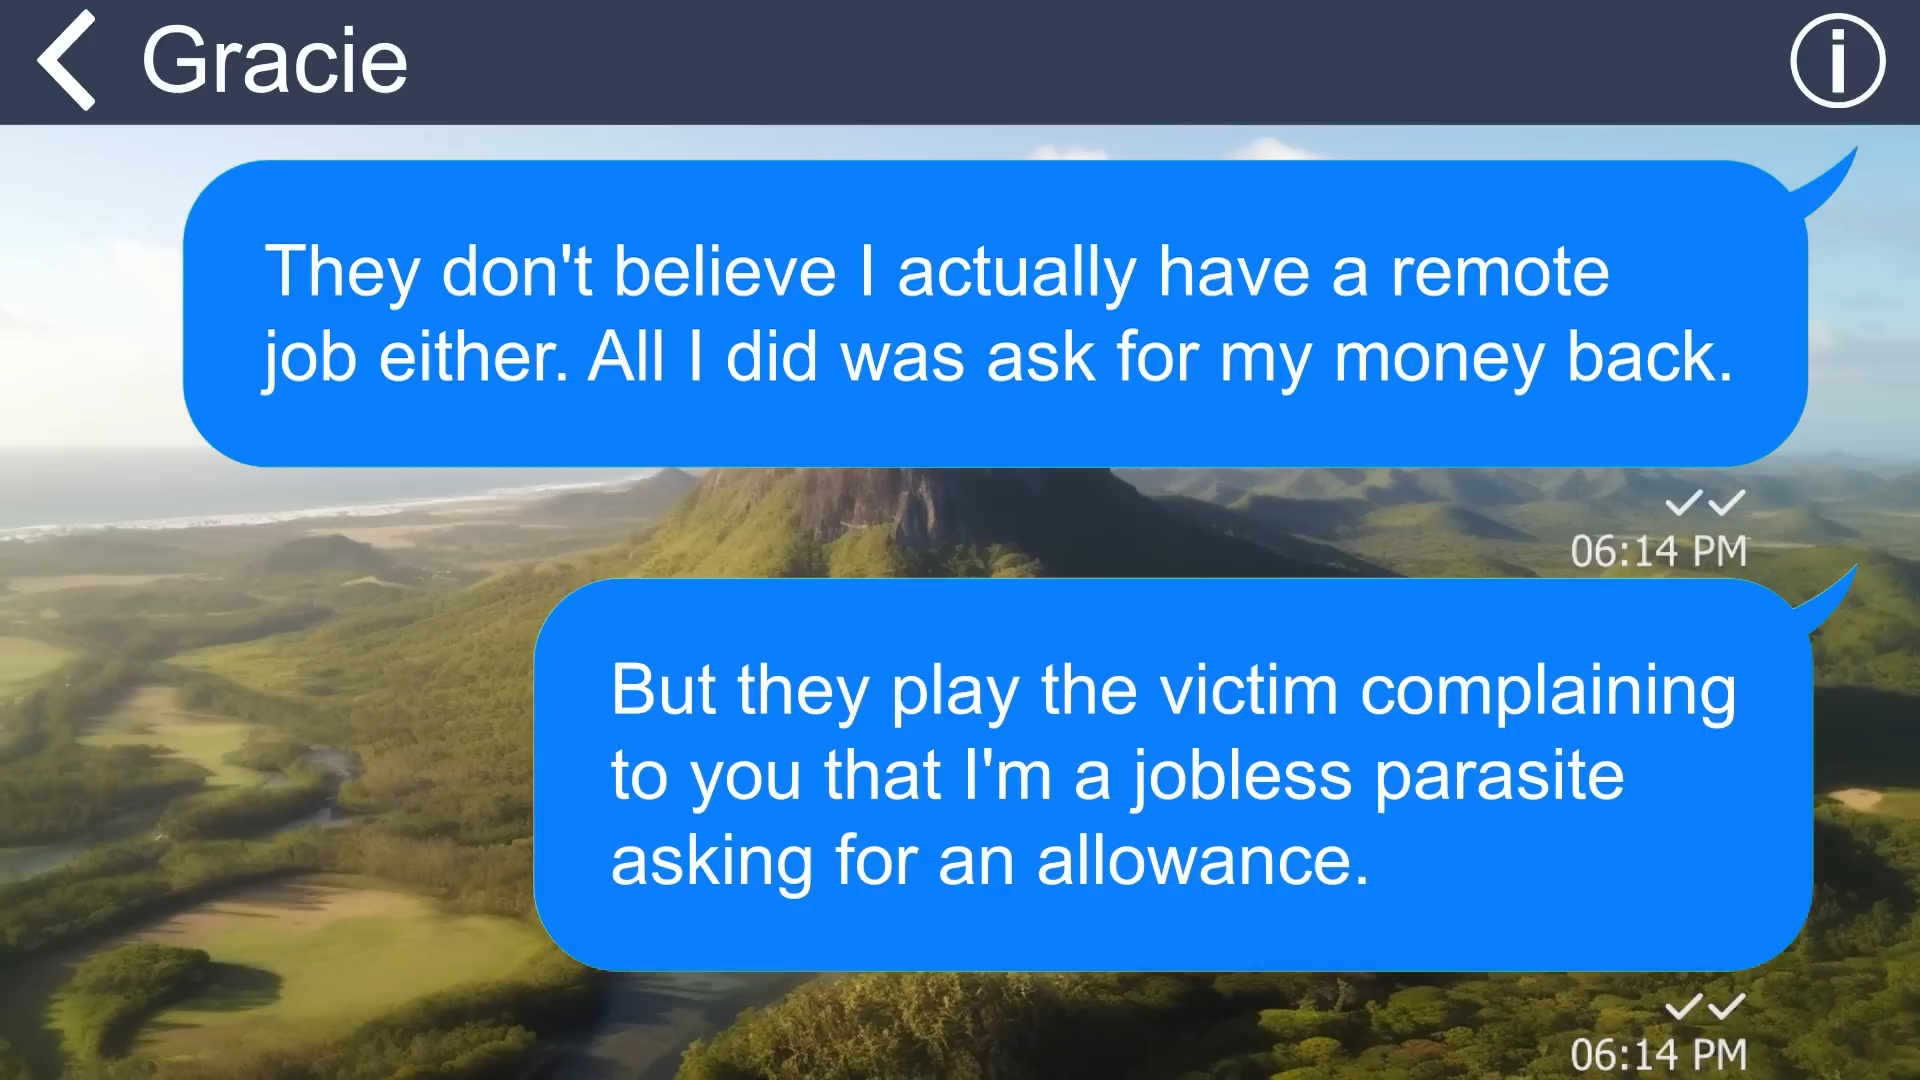 Gracie
They don't believe I actually have a remote
job either. All I did was ask for my money back.
06:14 PM
But they play the victim complaining
to you that I'm a jobless parasite
asking for an allowance.
06:14 PM